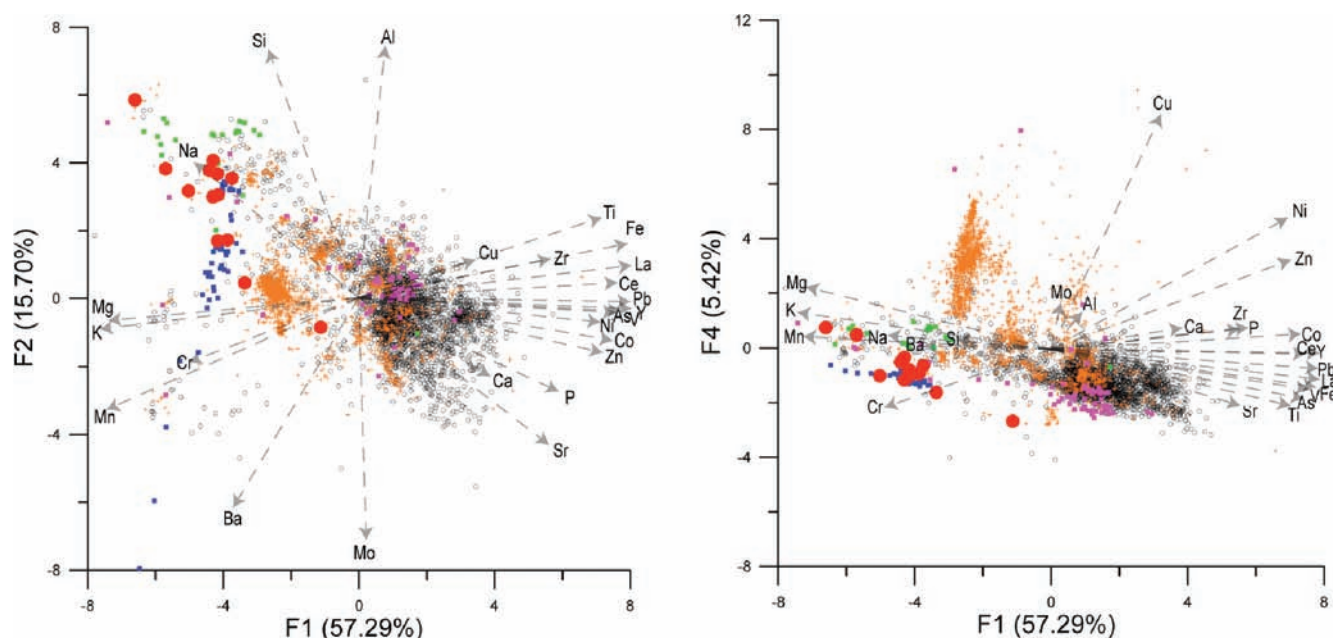 8
4
0
-4
-8
-8
-4
0
4
8
F2 (15.70%)
F1 (57.29%)
Si
Al
Na
Ti
Fe
Cu
Zr
La
Ce
Pb
Y
As
V
Ni
Co
Zn
Mg
K
Cr
Mn
Ca
P
Sr
Ba
Mo
12
8
4
0
-4
-8
-8
-4
0
4
8
F4 (15.42%)
F1 (57.29%)
Cu
Ni
Zn
Mg
K
Mn
Na
Ba
Si
Mo
Al
Ca
Zr
P
Co
Ce
Y
Pb
La
Fe
V
As
Ti
Sr
Cr